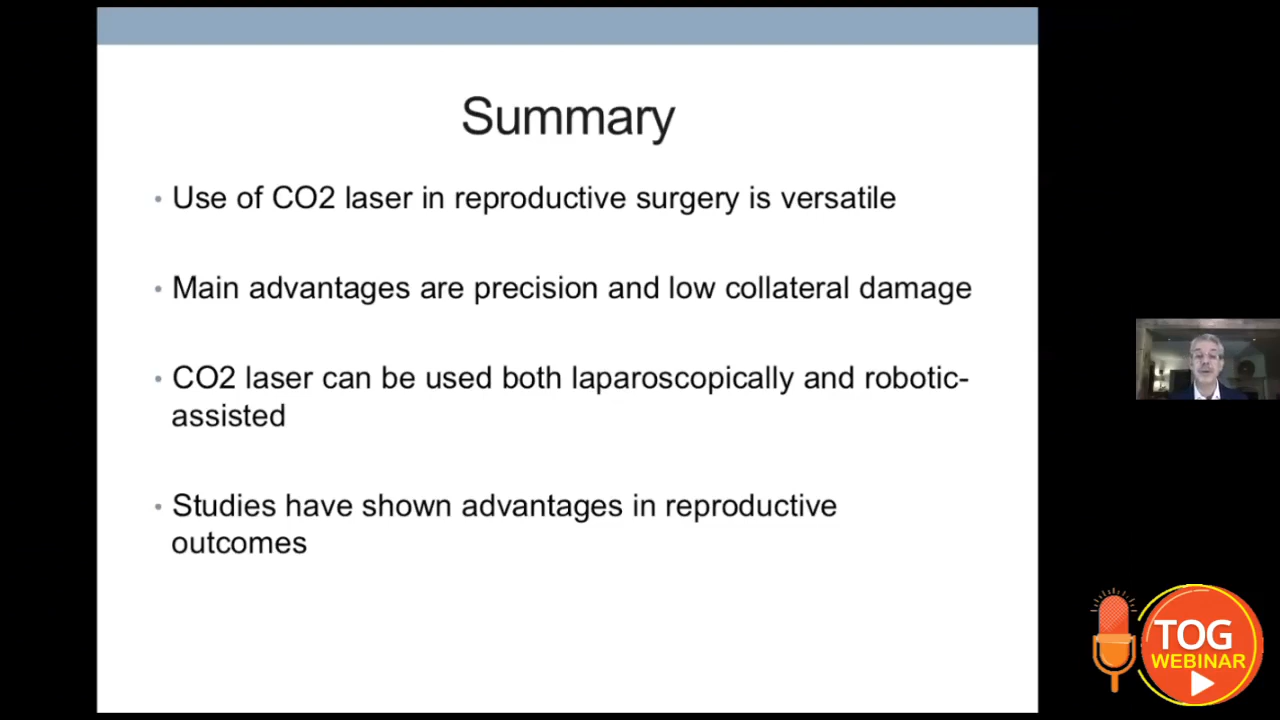 Summary
• Use of CO2 laser in reproductive surgery is versatile
• Main advantages are precision and low collateral damage
• CO2 laser can be used both laparoscopically and robotic-
assisted
• Studies have shown advantages in reproductive
outcomes
TOG
WEBINAR